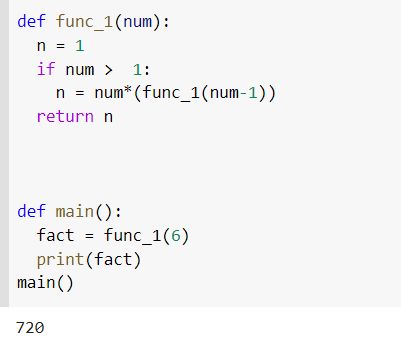 def func_1(num):
  n = 1
  if num >  1:
    n = num*(func_1(num-1))
  return n
def main():
  fact = func_1(6)
  print(fact)
main()
720